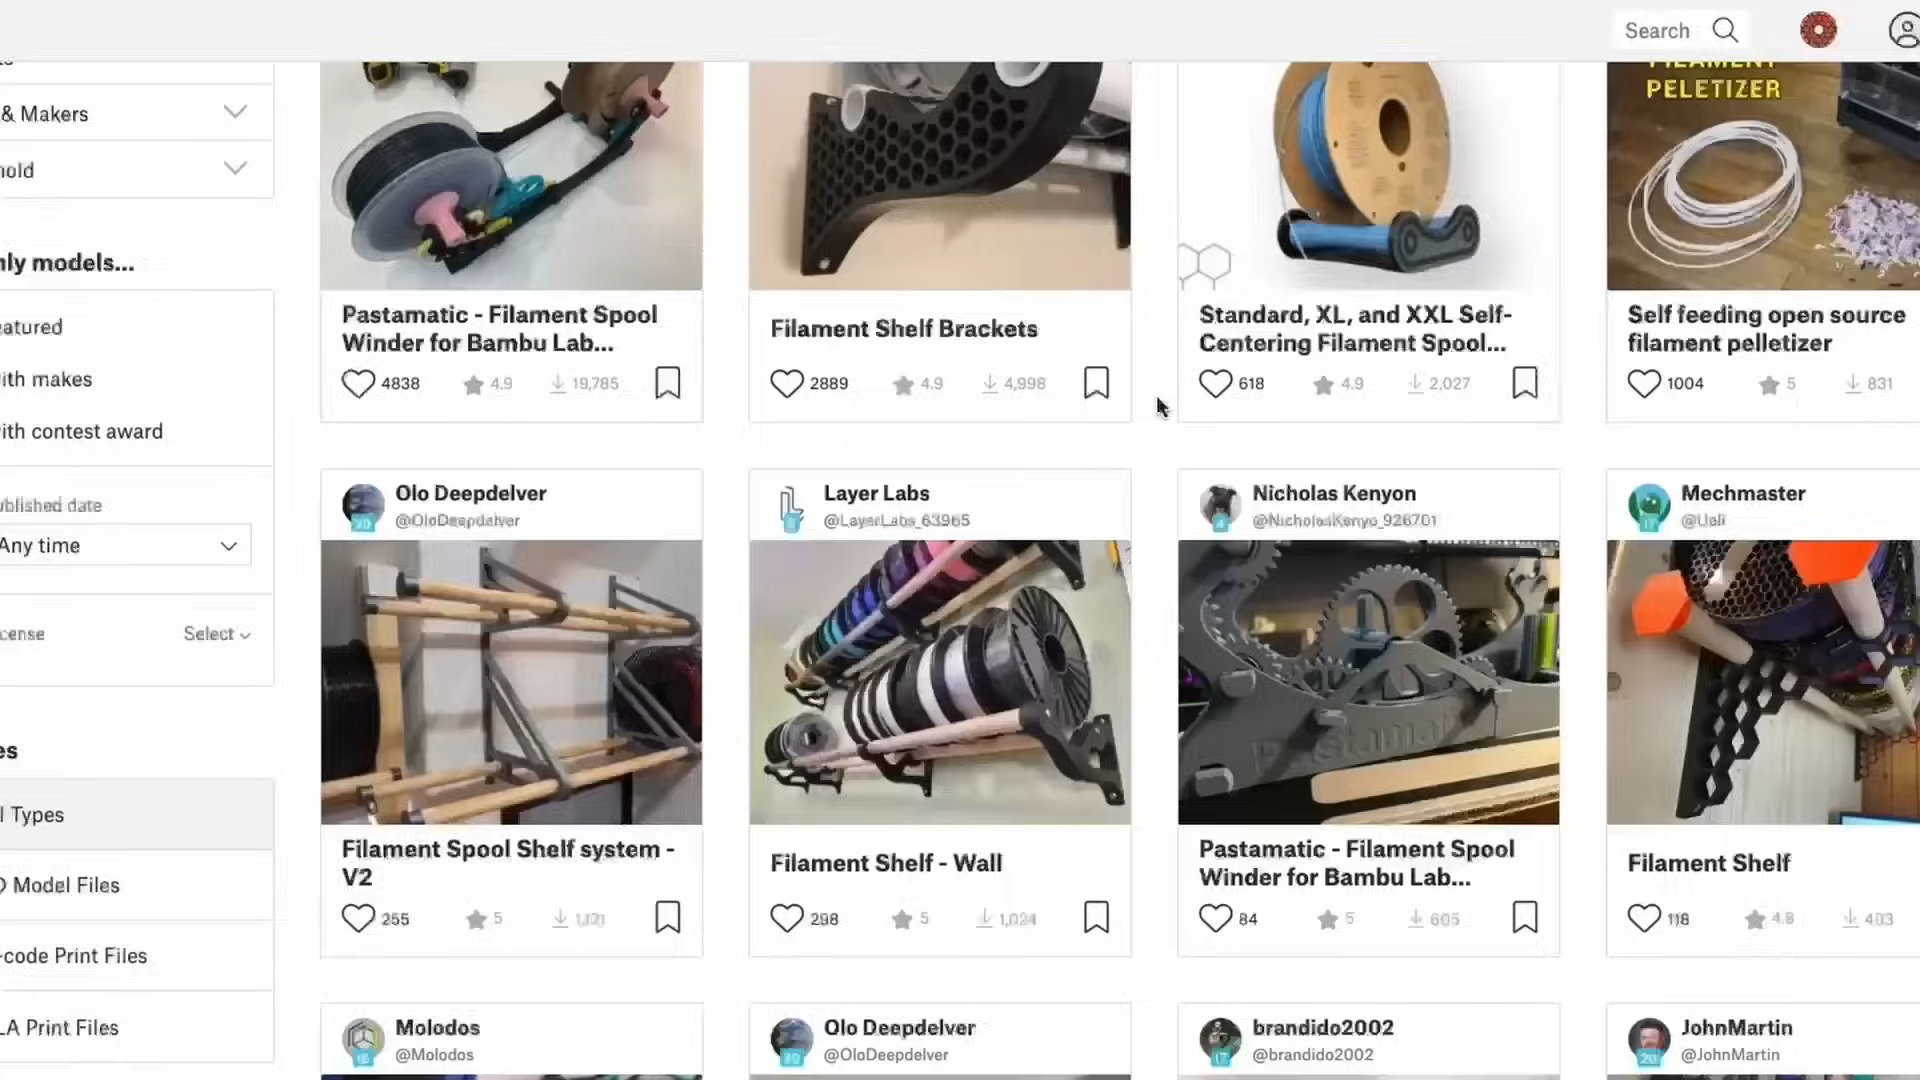 Search
& Makers
nly models...
eatured
ith makes
ith contest award
ublished date
Any time
cense
Select
es
l Types
Model Files
-code Print Files
LA Print Files
FILAMENT
PELETIZER
Pastamatic - Filament Spool
Winder for Bambu Lab...
4838 4.9 19,785
Filament Shelf Brackets
2889 4.9 4,998
Standard, XL, and XXL Self-
Centering Filament Spool...
618 4.9 2,027
Self feeding open source
filament pelletizer
1004 5 831
Olo Deepdelver
@OloDeepdelver
Filament Spool Shelf system -
V2
255 5
Layer Labs
@LayerLabs_63965
Filament Shelf - Wall
298 5 1,024
Nicholas Kenyon
@NicholasKenyo_926701
Pastamat
Pastamatic - Filament Spool
Winder for Bambu Lab...
84 5 605
Mechmaster
Filament Shelf
118 4.8 403
Molodos
@Molodos
Olo Deepdelver
@OloDeepdelver
brandido2002
@brandido2002
JohnMartin
@JohnMartin